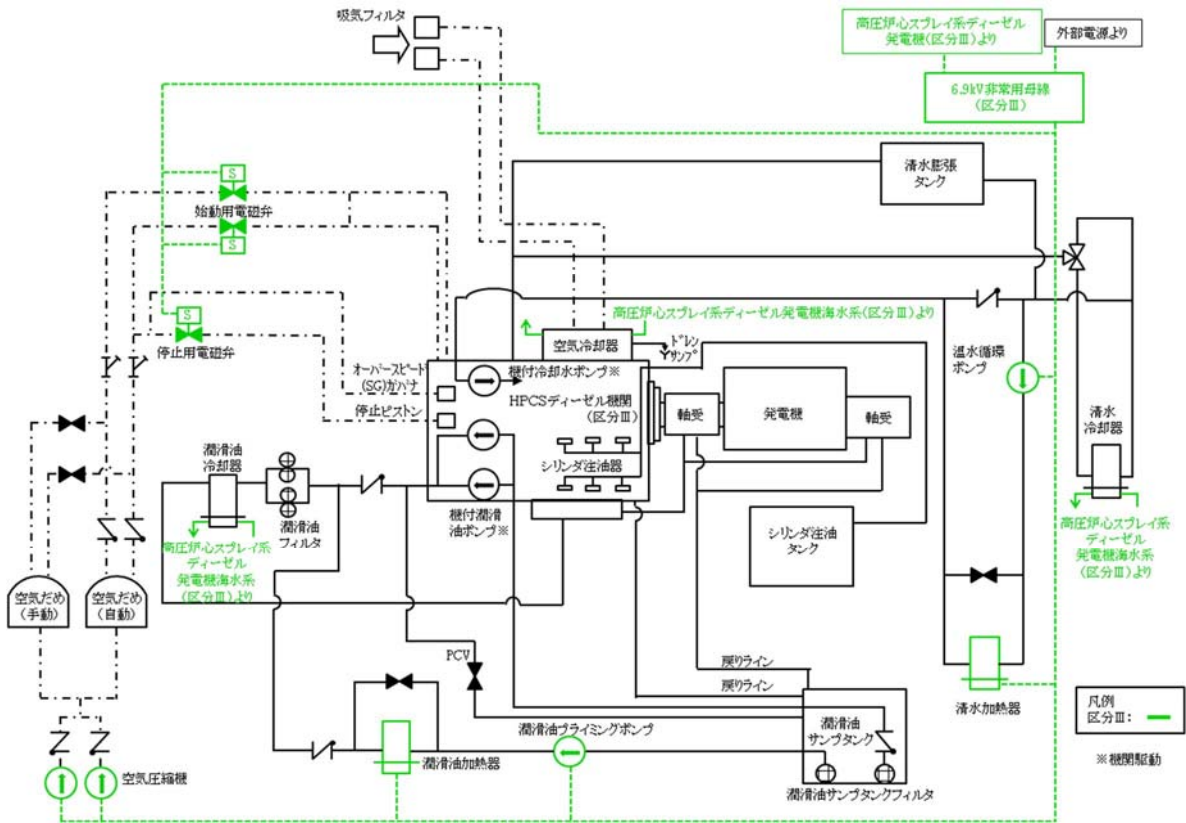 吸気フィルタ
高圧炉心スプレイ系ディーゼル
発電機(区分Ⅲ)より
外部電源より
6.9kV非常用母線
(区分Ⅲ)
清水膨張
タンク
S
始動用電磁弁
S
S
停止用電磁弁
高圧炉心スプレイ系ディーゼル発電機海水系(区分Ⅲ)より
空気冷却器
ドレン
サンプ
機付冷却水ポンプ※
オーバースピード
(SG)ガバナ
停止ピストン
HPCSディーゼル機関
(区分Ⅲ)
軸受
発電機
軸受
温水循環
ポンプ
清水
冷却器
シリンダ注油器
潤滑油
冷却器
潤滑油
フィルタ
機付潤滑
油ポンプ※
シリンダ注油
タンク
高圧炉心スプレイ系
ディーゼル
発電機海水系
(区分Ⅲ)より
高圧炉心スプレイ系
ディーゼル
発電機海水系
(区分Ⅲ)より
空気だめ
(手動)
空気だめ
(自動)
PCV
戻りライン
戻りライン
潤滑油
サンプタンク
潤滑油プライミングポンプ
潤滑油加熱器
潤滑油サンプタンクフィルタ
清水加熱器
空気圧縮機
凡例
区分Ⅲ:
※機関駆動